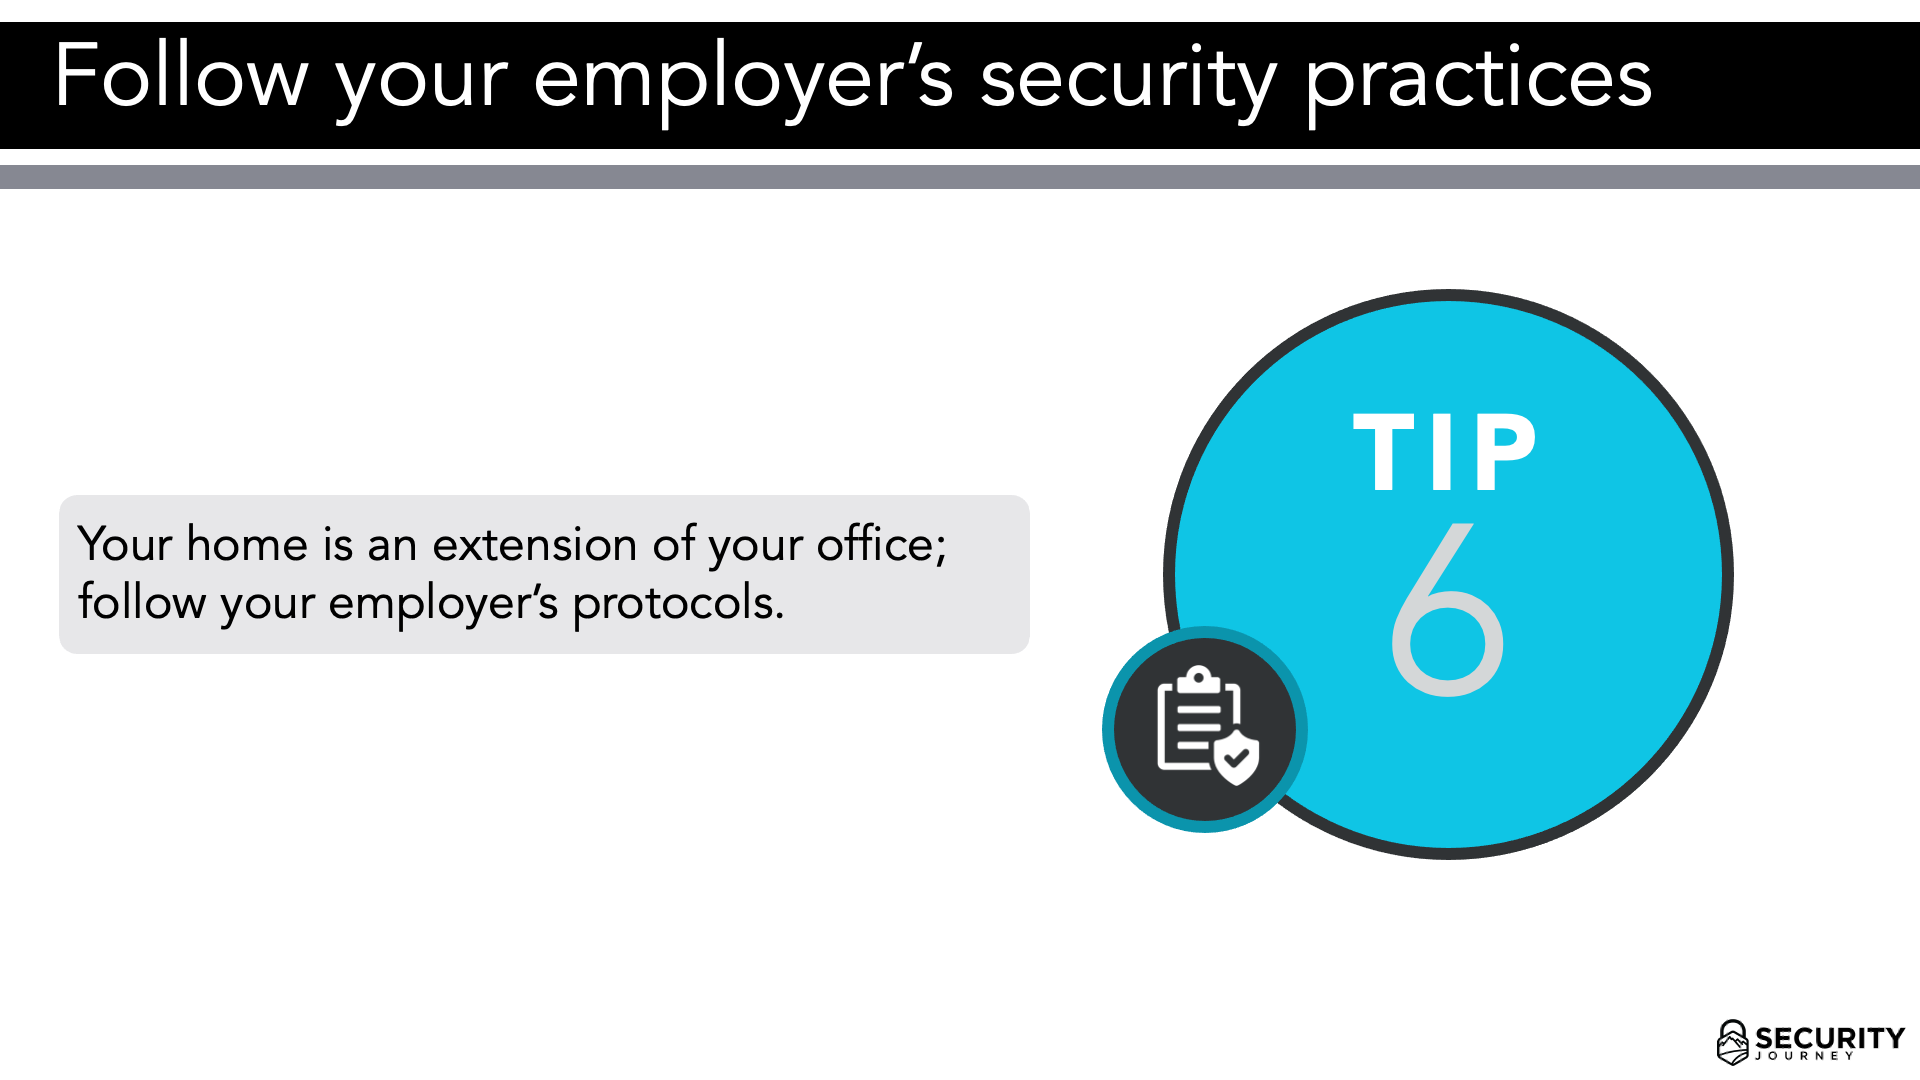 Follow your employer’s security practices
Your home is an extension of your office;
follow your employer’s protocols.
TIP
6
SECURITY
JOURNEY